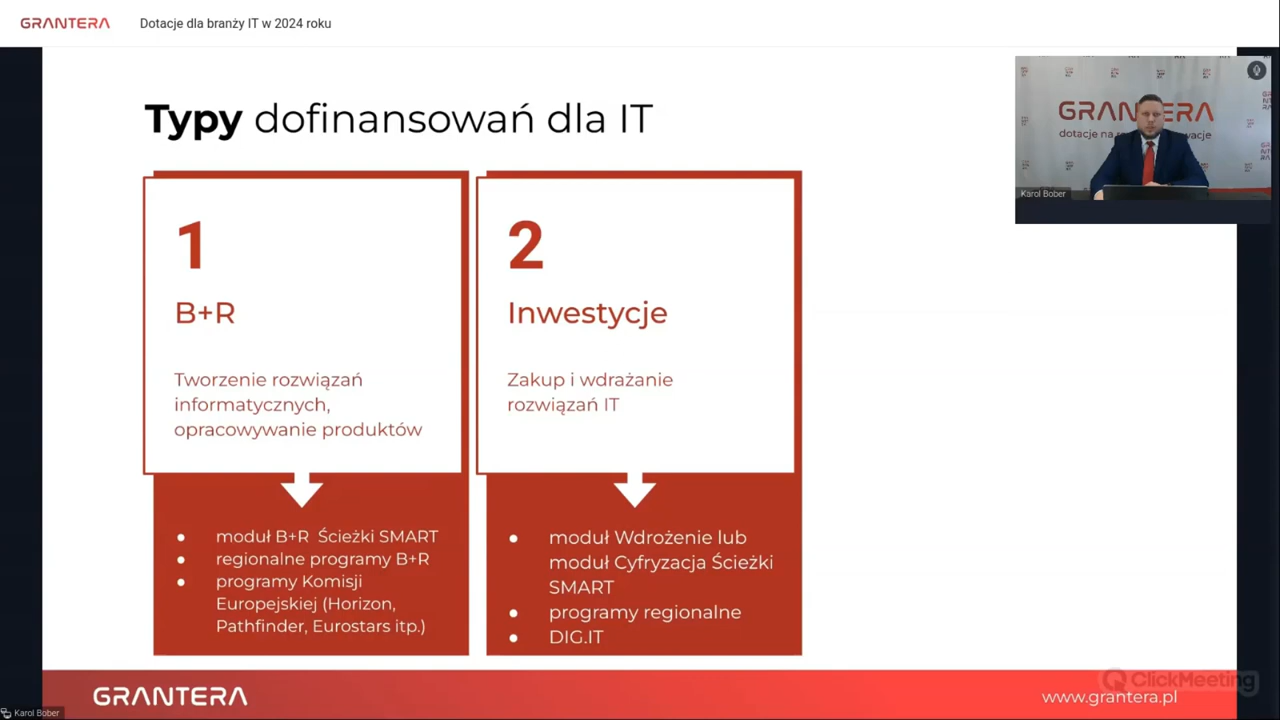 GRANTERA
Dotacje dla branży IT w 2024 roku
Typy dofinansowań dla IT
1
B+R
Tworzenie rozwiązań
informatycznych,
opracowywanie produktów
moduł B+R Ścieżki SMART
regionalne programy B+R
programy Komisji
Europejskiej (Horizon,
Pathfinder, Eurostars itp.)
2
Inwestycje
Zakup i wdrażanie
rozwiązań IT
moduł Wdrożenie lub
moduł Cyfryzacja Ścieżki
SMART
programy regionalne
DIG.IT
GRANTERA
dotacje na
Karol Bober
GRANTERA
ClickMeeting
www.grantera.pl
Karol Bober